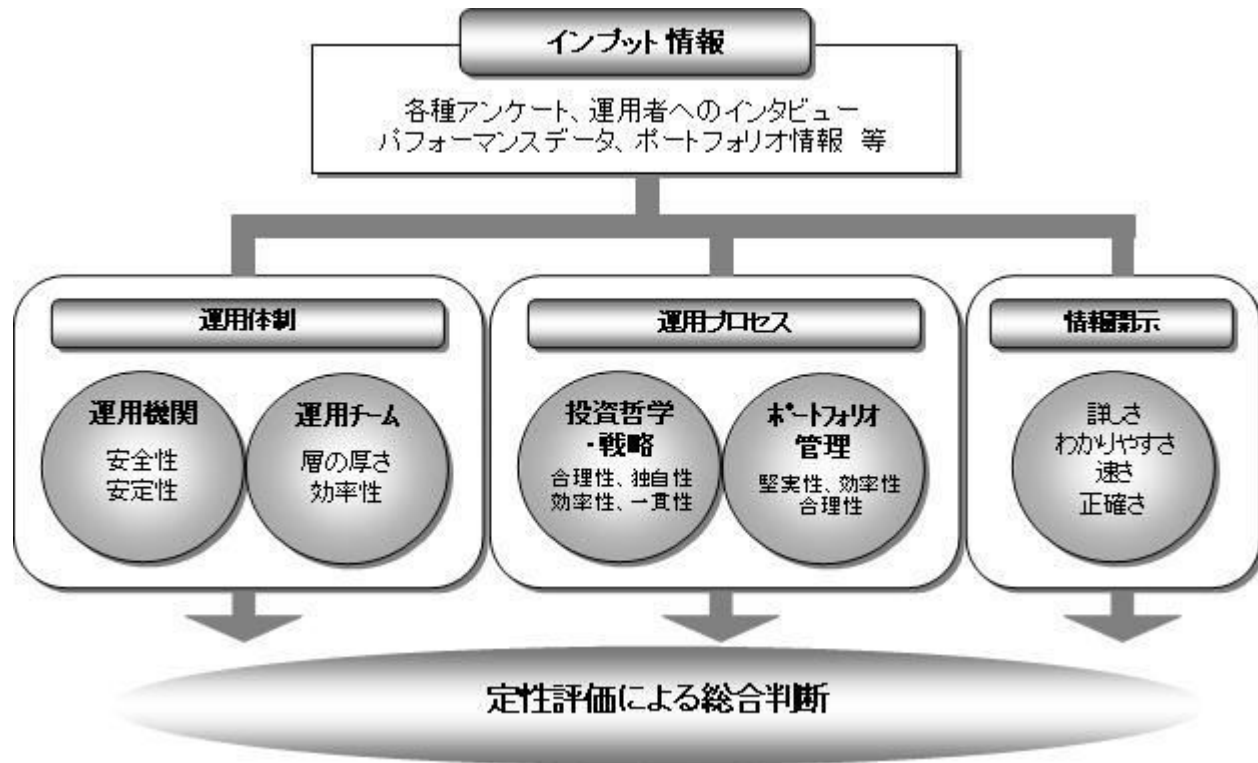 インプット情報
各種アンケート、運用者へのインタビュー
パフォーマンスデータ、ポートフォリオ情報 等
運用体制
運用機関
安全性
安定性
運用チーム
層の厚さ
効率性
運用プロセス
投資哲学
・戦略
合理性、独自性
効率性、一貫性
ポートフォリオ
管理
堅実性、効率性
合理性
情報開示
詳しさ
わかりやすさ
速さ
正確さ
定性評価による総合判断